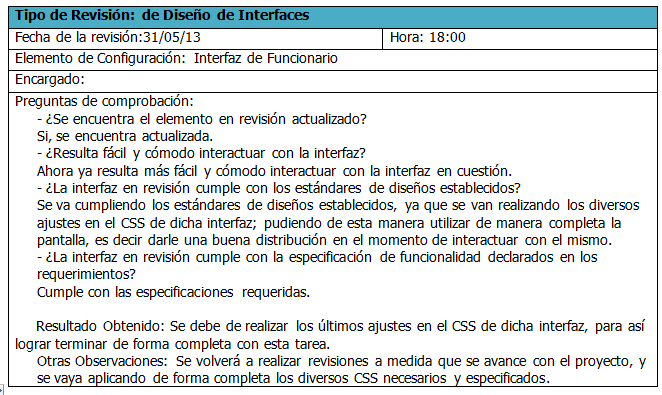 Tipo de Revisión: de Diseño de Interfaces
Fecha de la revisión:31/05/13 Hora: 18:00
Elemento de Configuración: Interfaz de Funcionario
Encargado:
Preguntas de comprobación:
- ¿Se encuentra el elemento en revisión actualizado?
Si, se encuentra actualizada.
- ¿Resulta fácil y cómodo interactuar con la interfaz?
Ahora ya resulta más fácil y cómodo interactuar con la interfaz en cuestión.
- ¿La interfaz en revisión cumple con los estándares de diseños establecidos?
Se va cumpliendo los estándares de diseños establecidos, ya que se van realizando los diversos
ajustes en el CSS de dicha interfaz; pudiendo de esta manera utilizar de manera completa la
pantalla, es decir darle una buena distribución en el momento de interactuar con el mismo.
- ¿La interfaz en revisión cumple con la especificación de funcionalidad declarados en los
requerimientos?
Cumple con las especificaciones requeridas.
Resultado Obtenido: Se debe de realizar los últimos ajustes en el CSS de dicha interfaz, para así
lograr terminar de forma completa con esta tarea.
Otras Observaciones: Se volverá a realizar revisiones a medida que se avance con el proyecto, y
se vaya aplicando de forma completa los diversos CSS necesarios y especificados.